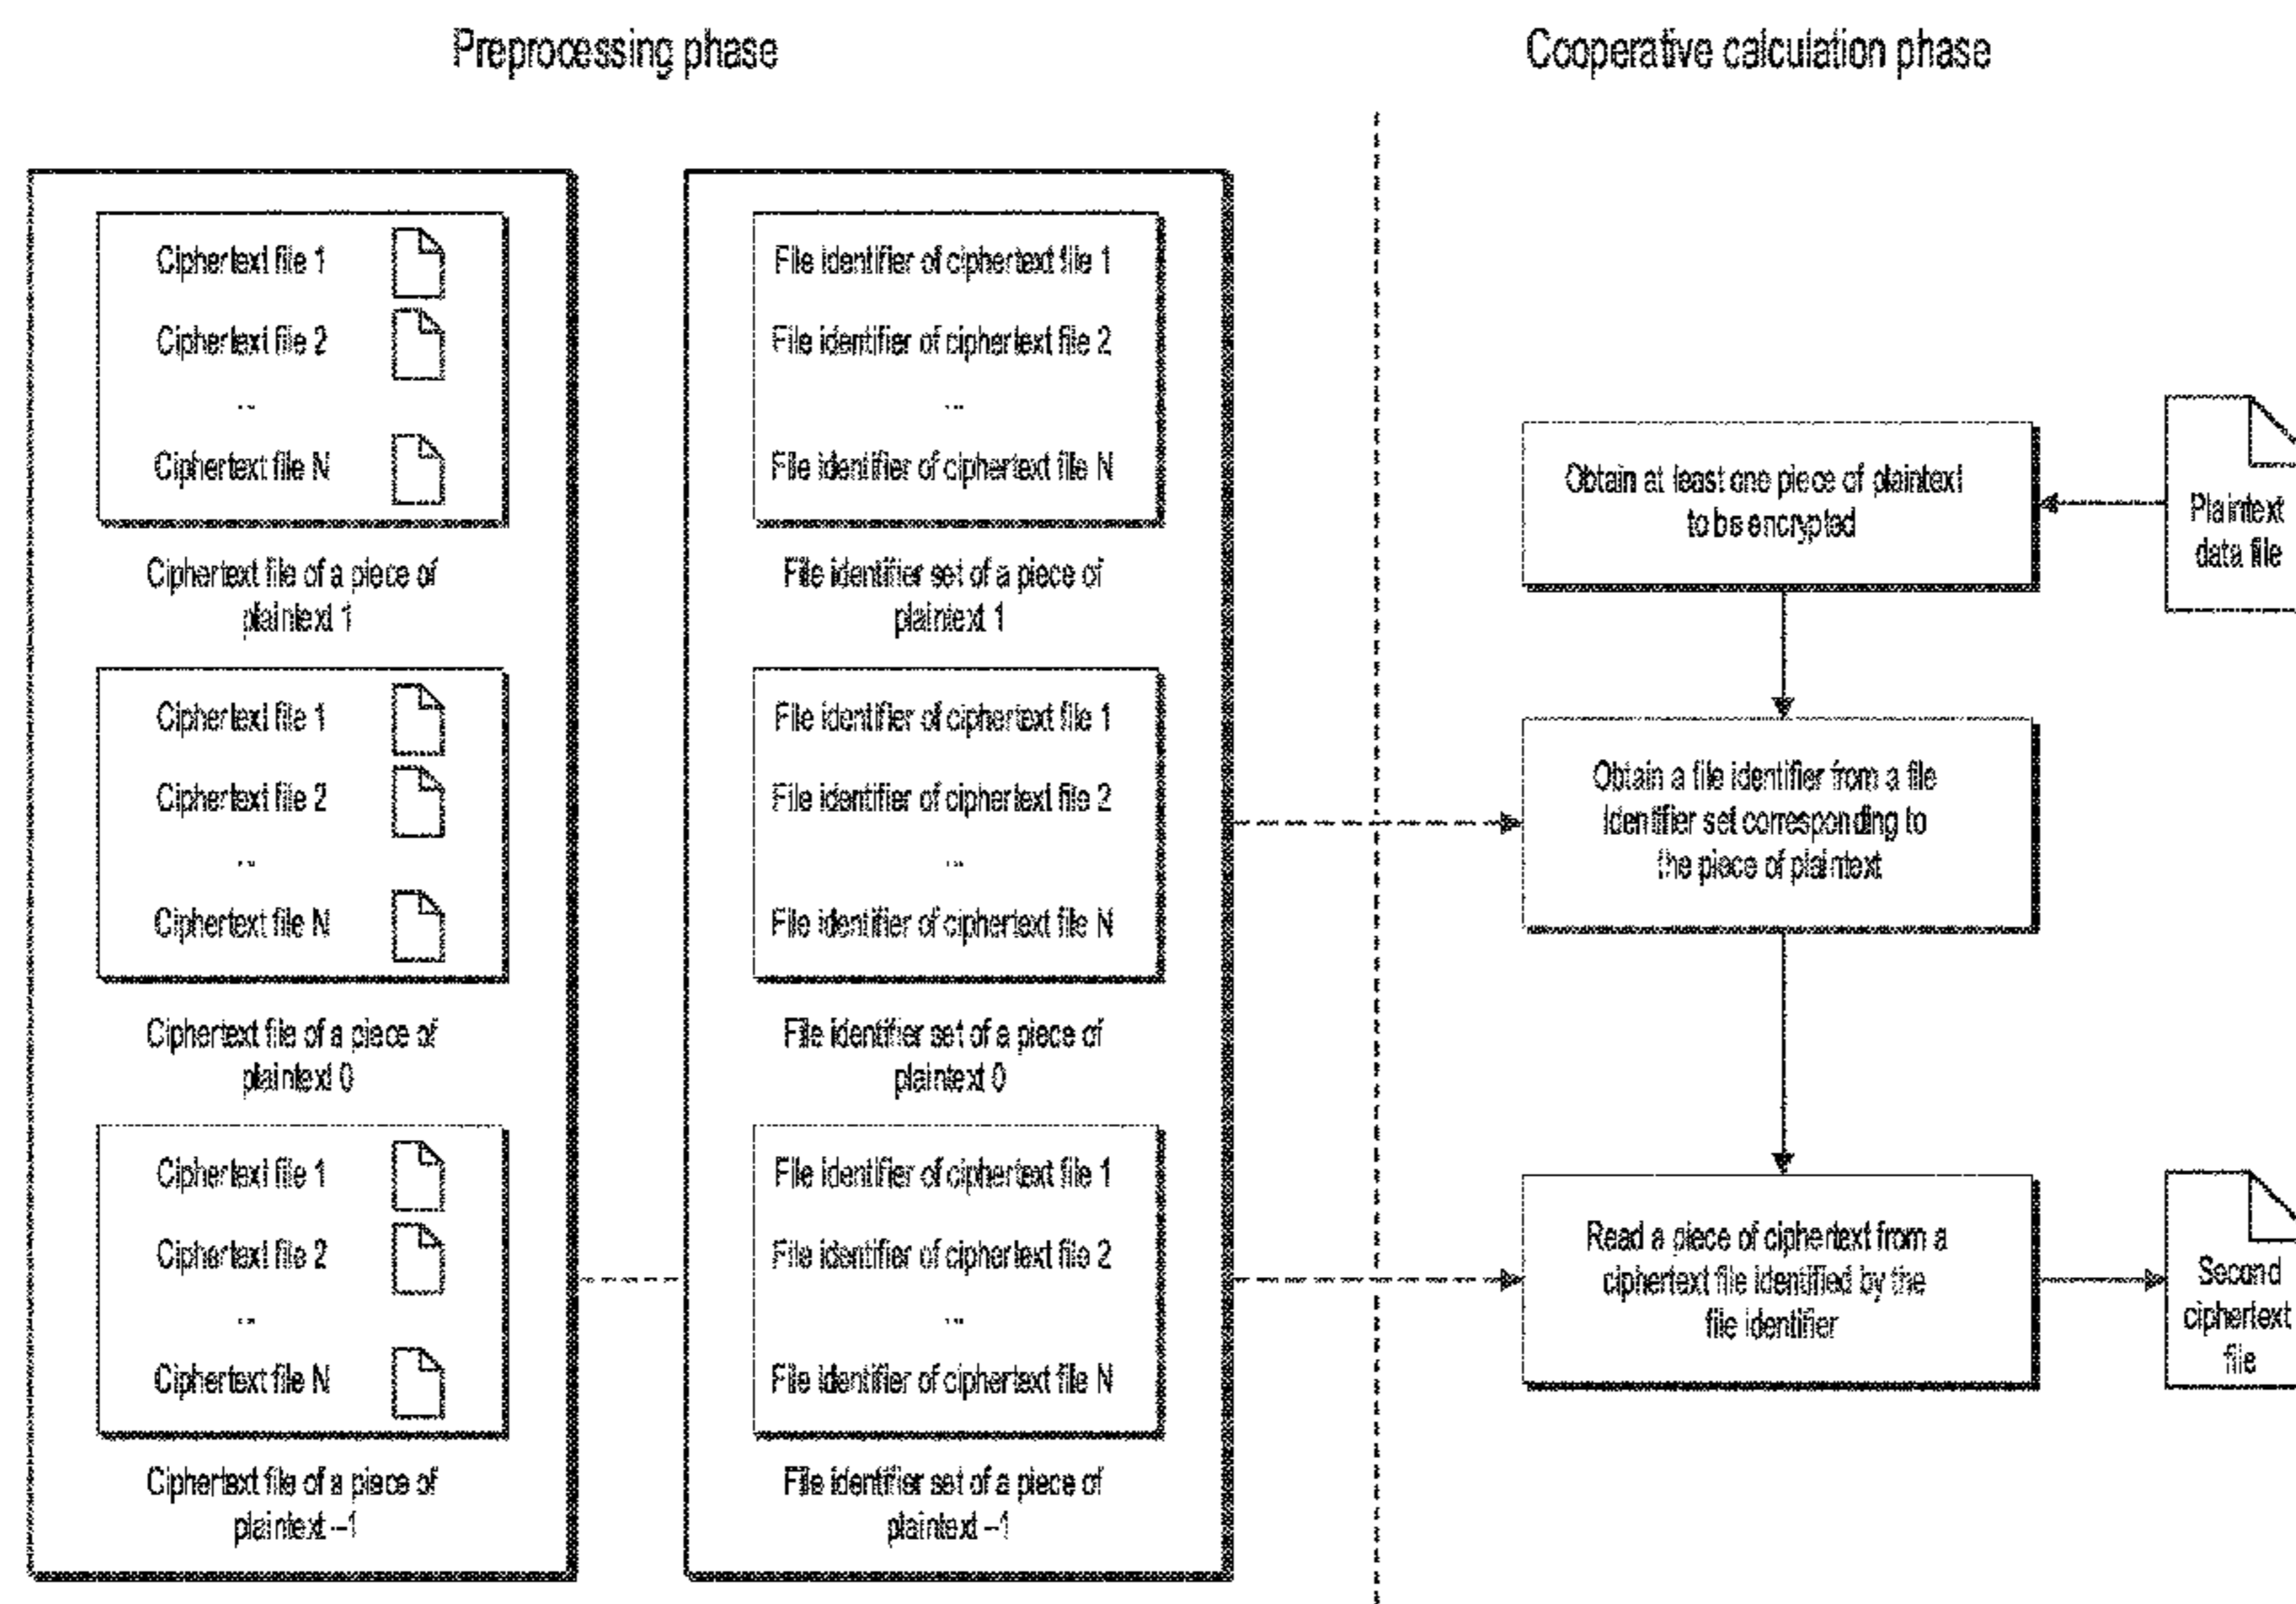 Preprocessing phase
Cooperative calculation phase
Ciphertext file 1
Ciphertext file 2
...
Ciphertext file N
Ciphertext file of a piece of
plaintext 1
Ciphertext file 1
Ciphertext file 2
...
Ciphertext file N
Ciphertext file of a piece of
plaintext 0
Ciphertext file 1
Ciphertext file 2
...
Ciphertext file N
Ciphertext file of a piece of
plaintext –1
File identifier of ciphertext file 1
File identifier of ciphertext file 2
...
File identifier of ciphertext file N
File identifier set of a piece of
plaintext 1
File identifier of ciphertext file 1
File identifier of ciphertext file 2
...
File identifier of ciphertext file N
File identifier set of a piece of
plaintext 0
File identifier of ciphertext file 1
File identifier of ciphertext file 2
...
File identifier of ciphertext file N
File identifier set of a piece of
plaintext –1
Obtain at least one piece of plaintext
to be encrypted
Plaintext
data file
Obtain a file identifier from a file
identifier set corresponding to
the piece of plaintext
Read a piece of ciphertext from a
ciphertext file identified by the
file identifier
Second
ciphertext
file